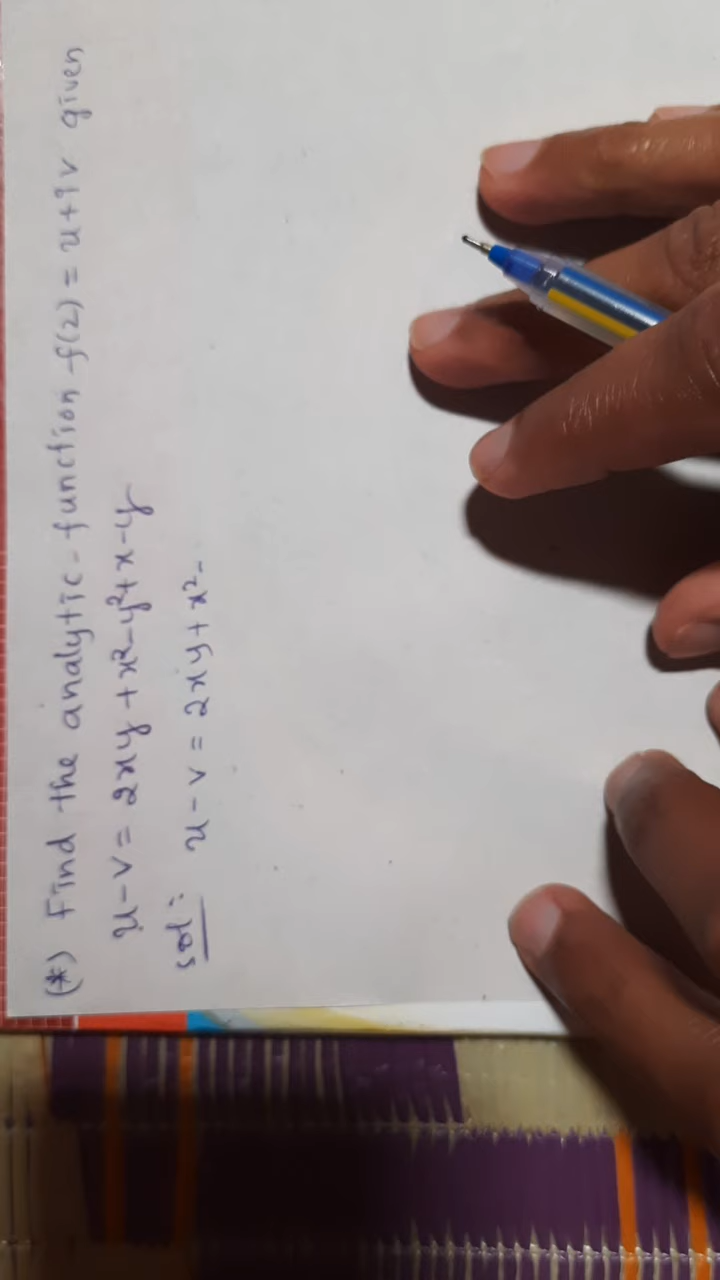 (*) Find the analytic-function f(z) = u+iv given
u-v = 2xy + x²-y²+x-y
Sol: u-v = 2xy + x²-